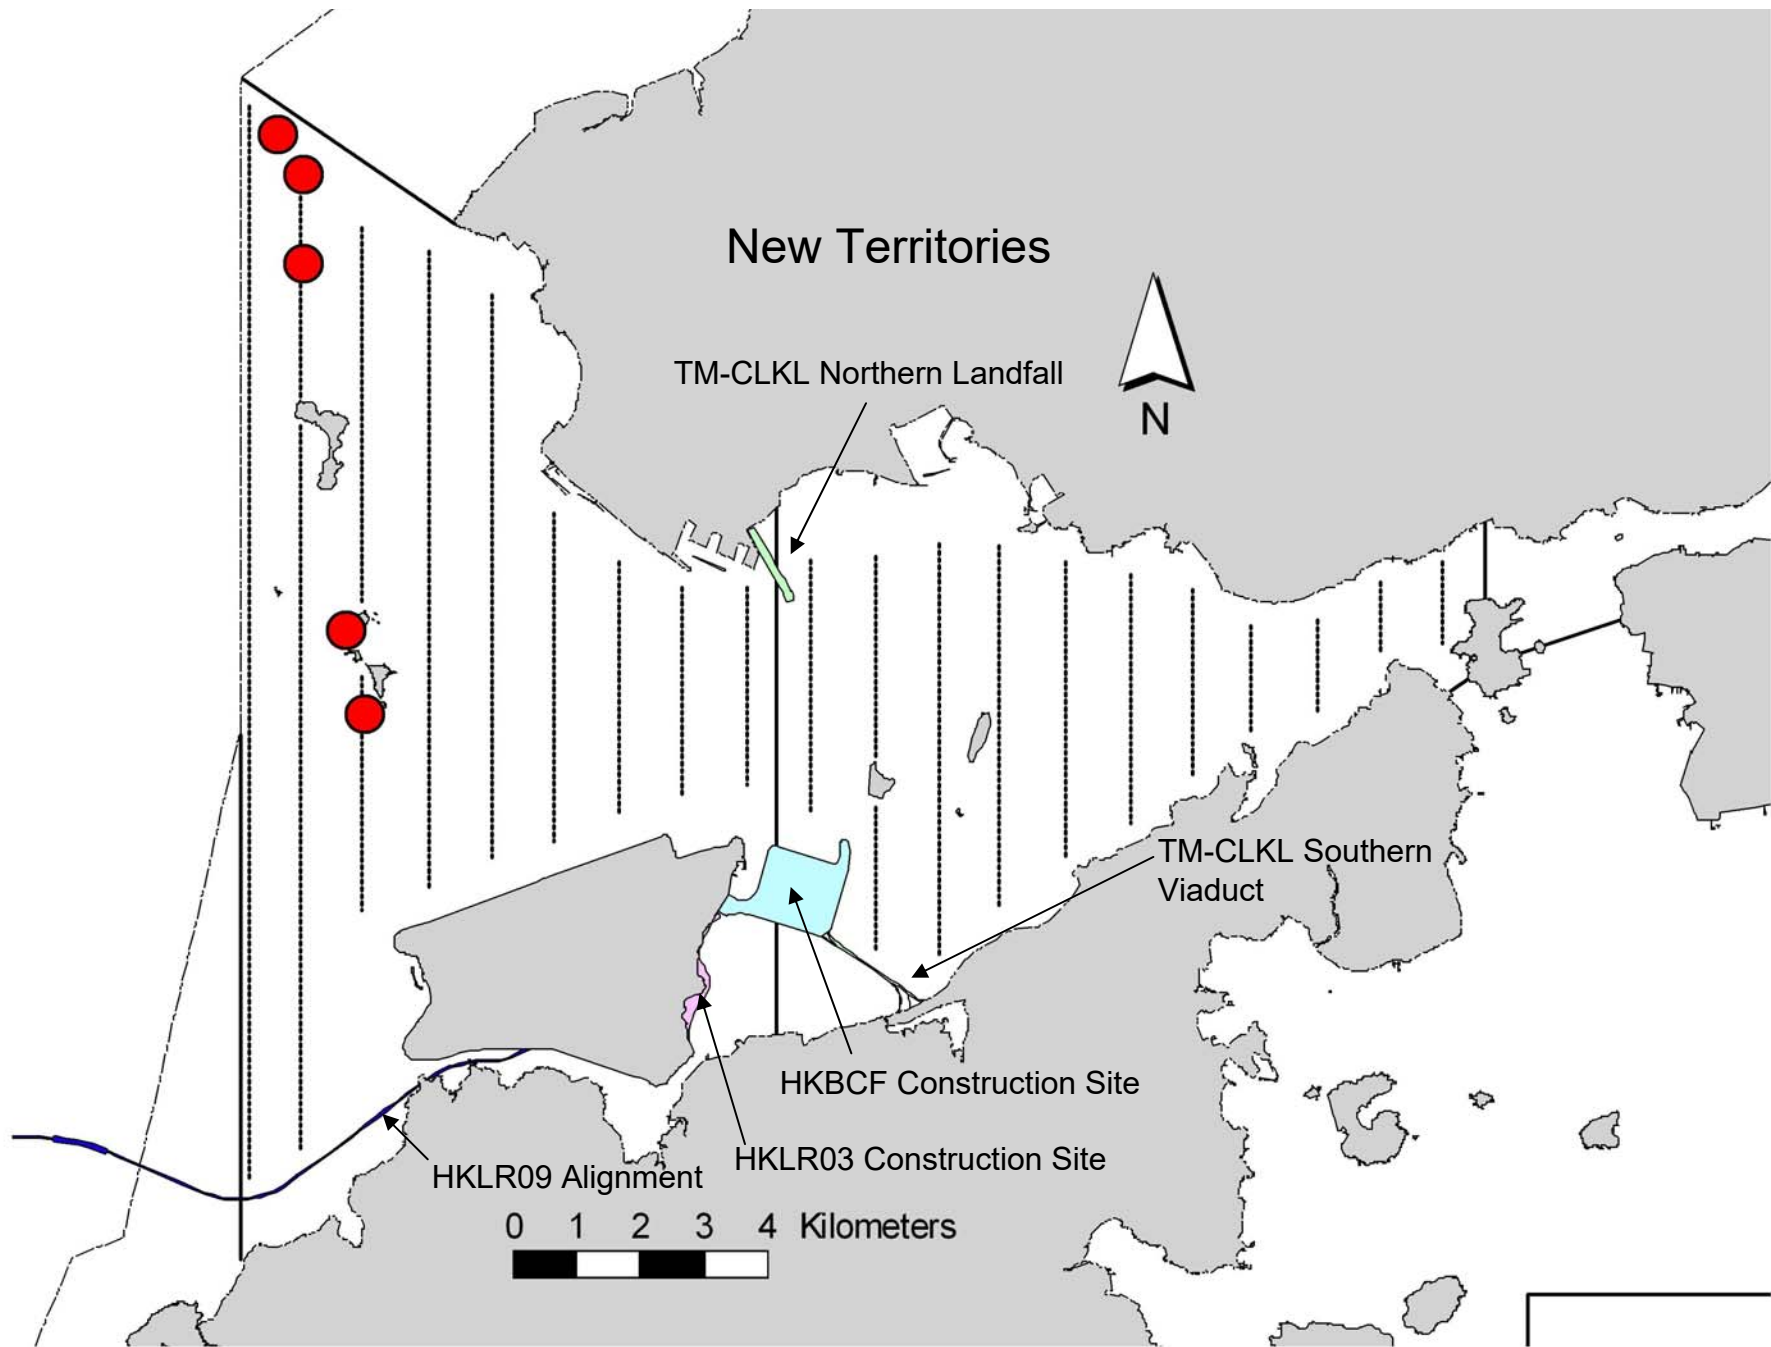 New Territories
TM-CLKL Northern Landfall
N
TM-CLKL Southern
Viaduct
HKBCF Construction Site
HKLR03 Construction Site
HKLR09 Alignment
0 1 2 3 4 Kilometers